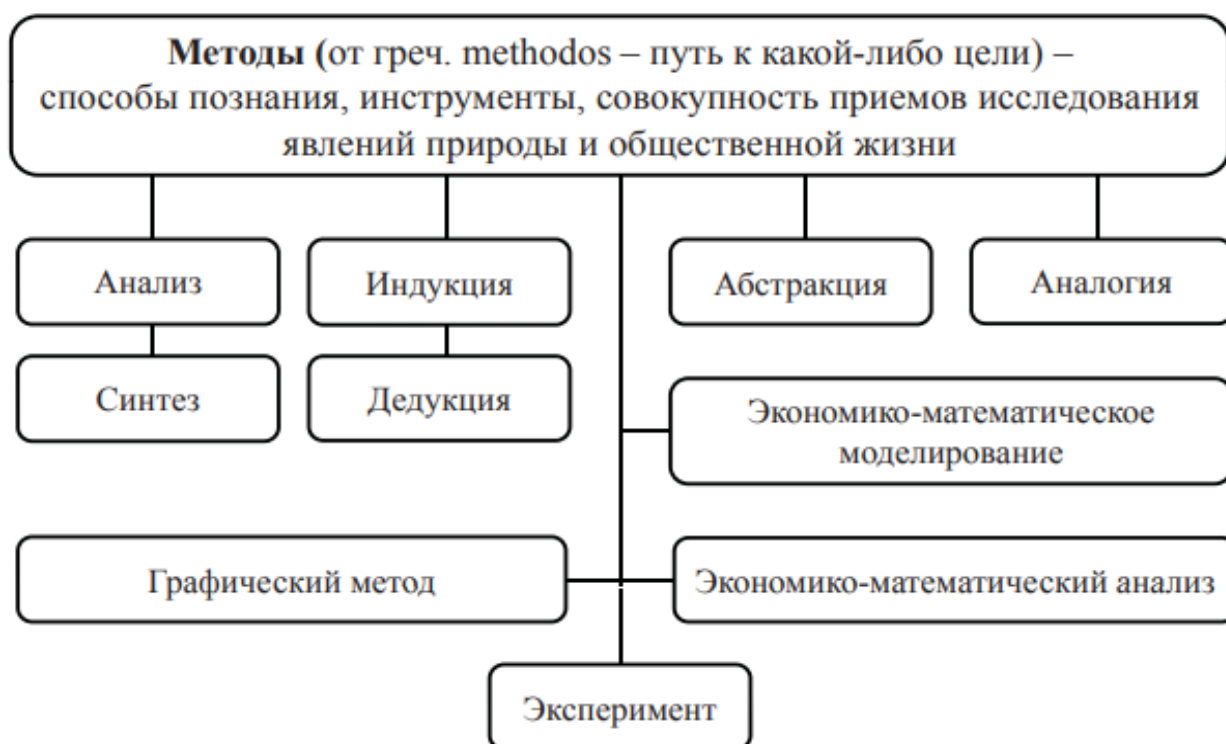 Методы (от греч. methodos – путь к какой-либо цели) –
способы познания, инструменты, совокупность приемов исследования
явлений природы и общественной жизни
Анализ
Индукция
Абстракция
Аналогия
Синтез
Дедукция
Экономико-математическое
моделирование
Графический метод
Экономико-математический анализ
Эксперимент